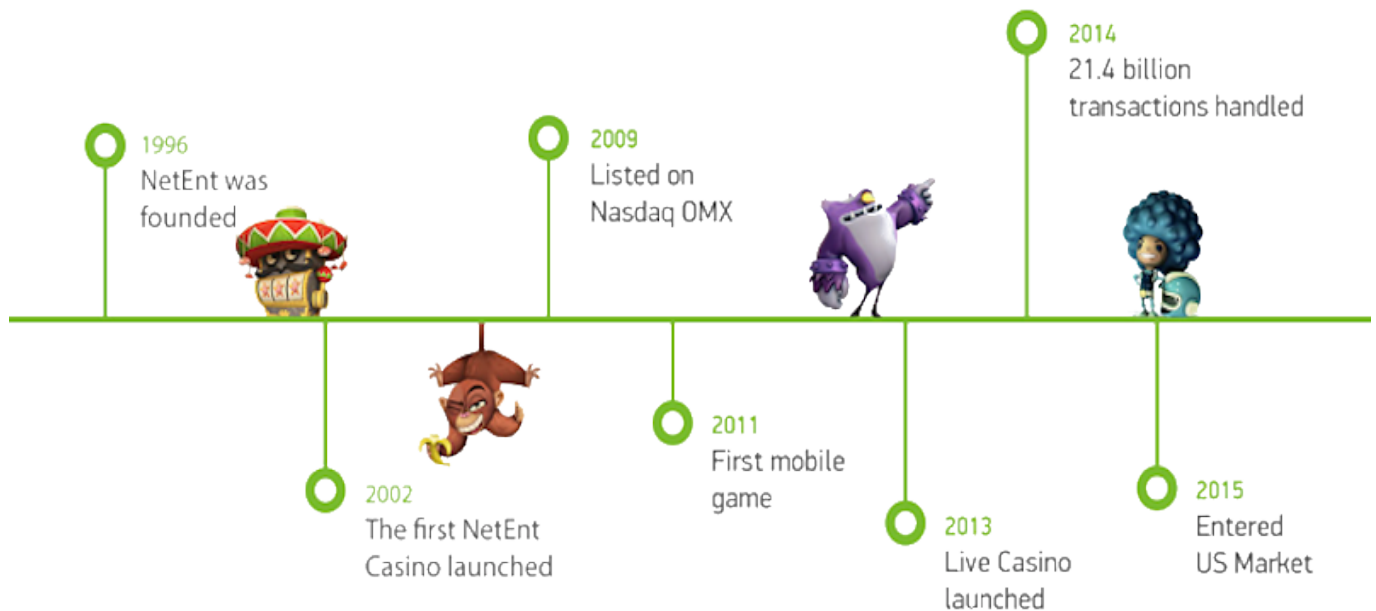 1996
NetEnt was
founded
2002
The first NetEnt
Casino launched
2009
Listed on
Nasdaq OMX
2011
First mobile
game
2013
Live Casino
launched
2014
21.4 billion
transactions handled
2015
Entered
US Market